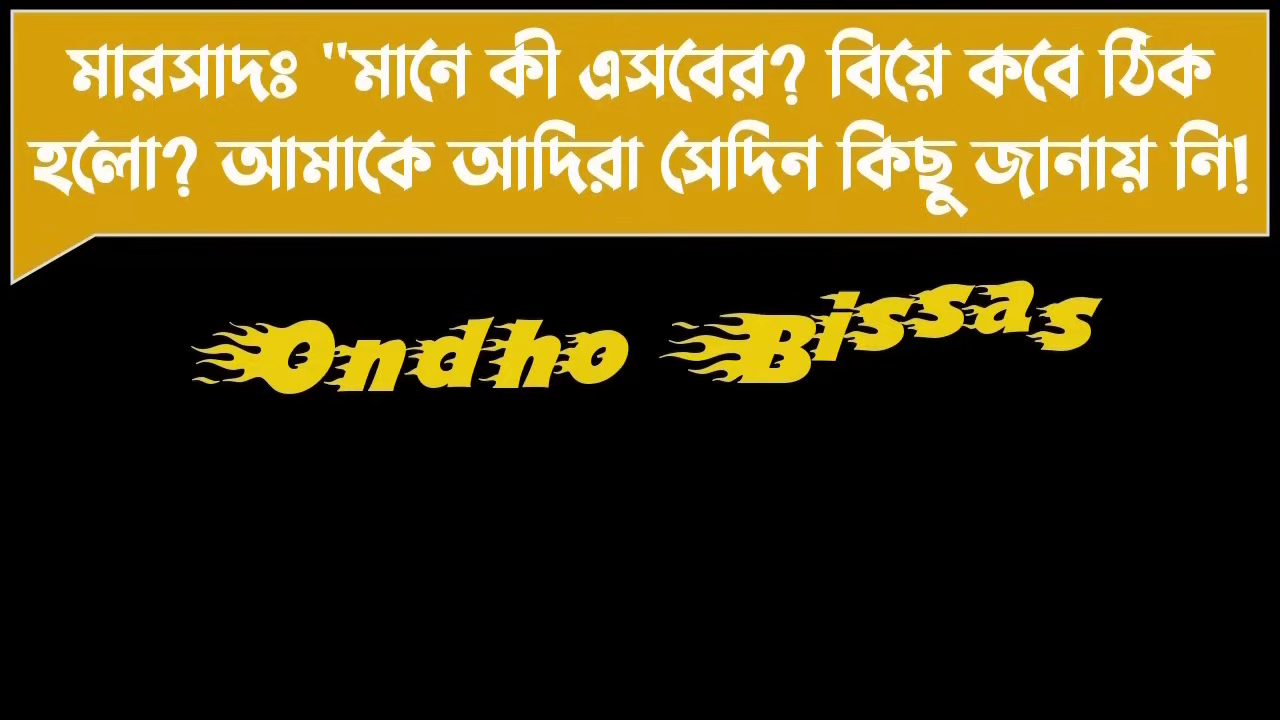 মারসাদঃ "মানে কী এসবের? বিয়ে কবে ঠিক
হলো? আমাকে আদিরা সেদিন কিছু জানায় নি!
Ondho Bissas